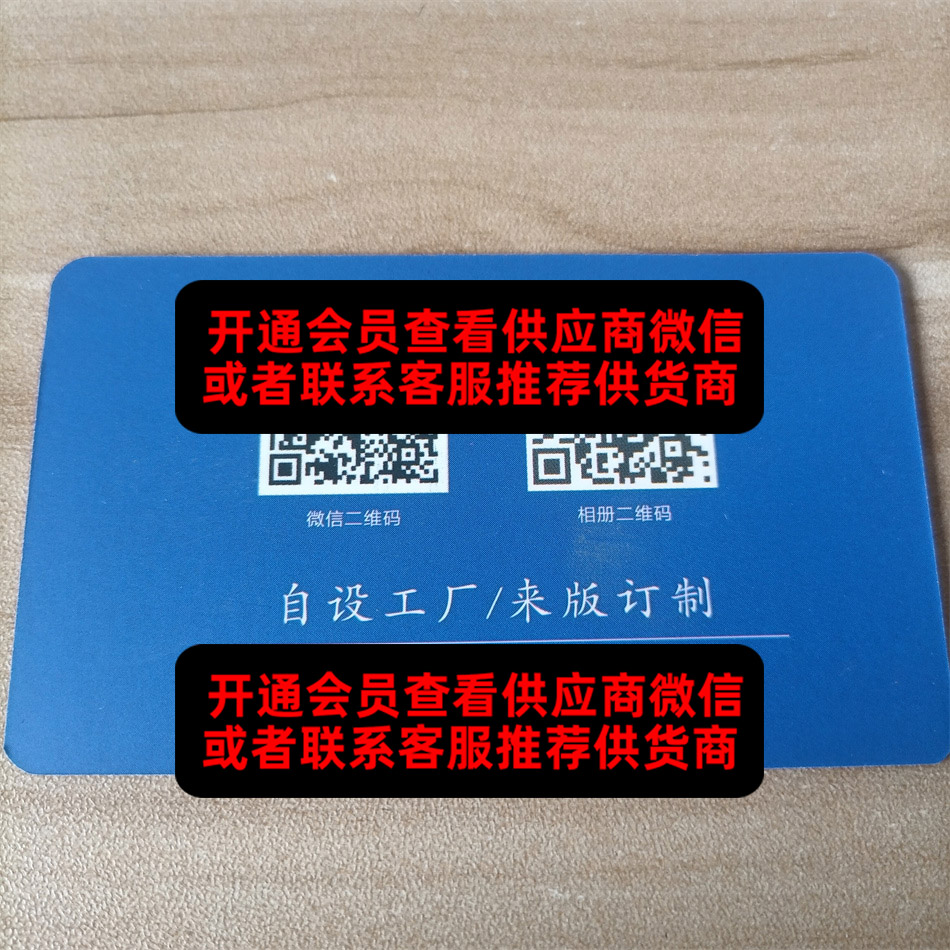 开通会员查看供应商微信
或者联系客服推荐供货商
微信二维码
相册二维码
自设工厂/来版订制
开通会员查看供应商微信
或者联系客服推荐供货商